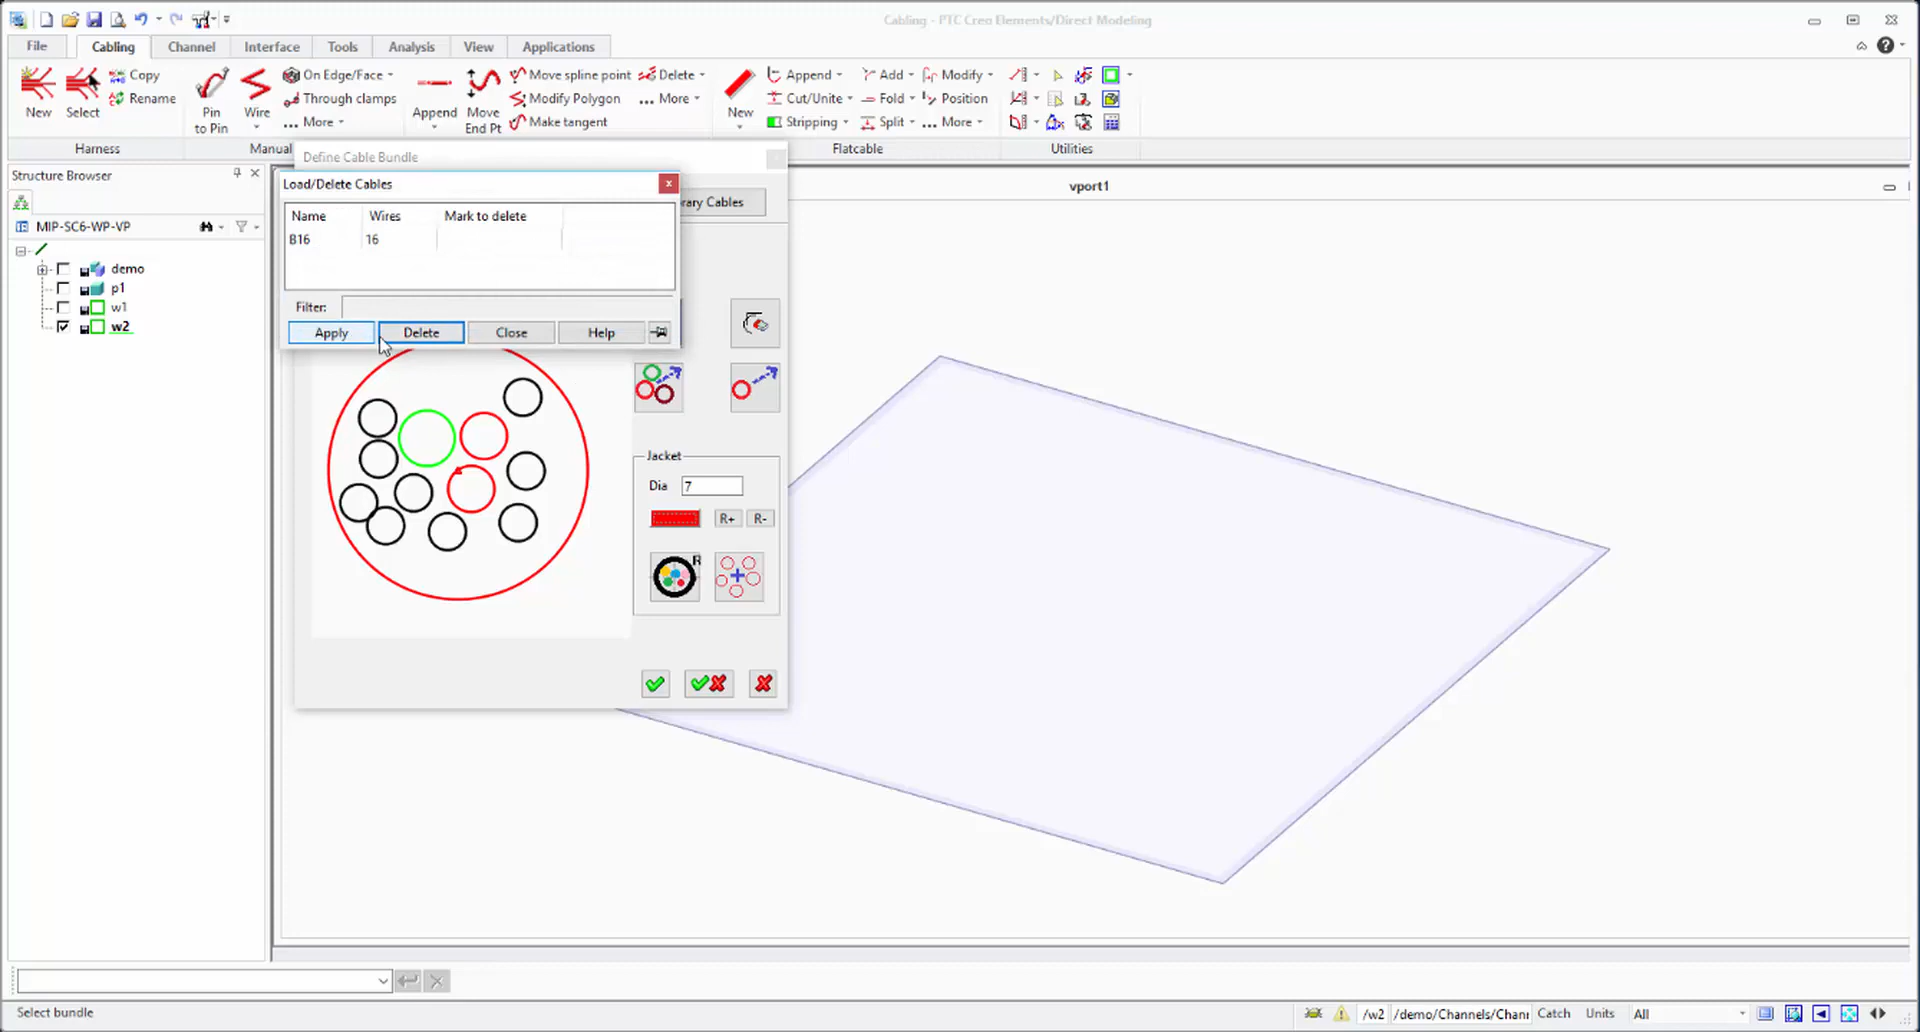 Cabling - PTC Creo Elements/Direct Modeling
File Cabling Channel Interface Tools Analysis View Applications
New
Select
Copy
Rename
Harness
Pin
to Pin
Wire
On Edge/Face
Through clamps
... More
Manual
Append
Move
End Pt
Move spline point
Modify Polygon
Make tangent
Delete
... More
New
Append
Cut/Unite
Stripping
Add
Fold
Split
Modify
Position
... More
Flatcable
Utilities
Structure Browser
MIP-SC6-WP-VP
demo
p1
w1
w2
Define Cable Bundle
Load/Delete Cables
Name Wires Mark to delete
B16 16
Filter:
Apply Delete Close Help
rary Cables
Jacket
Dia 7
R+ R-
R
vport1
Select bundle
/w2 /demo/Channels/Chan Catch Units All